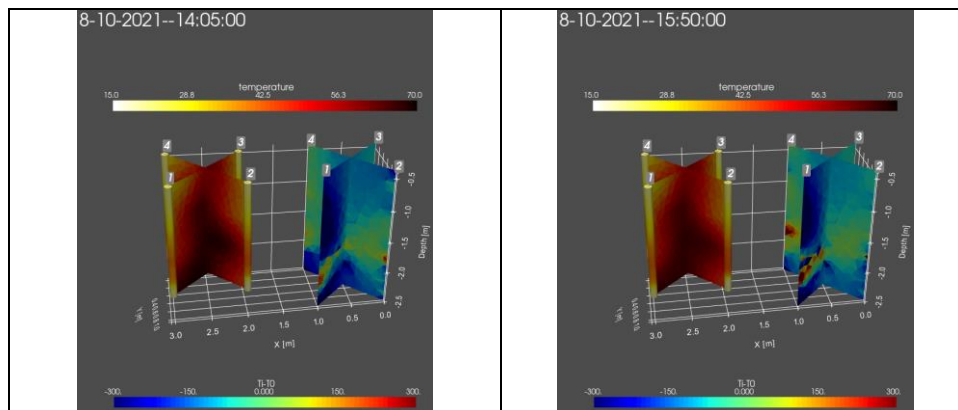 8-10-2021--14:05:00
temperature
15.0 28.8 42.5 56.3 70.0
4 3 4 3
1 2 1 2
-0.5
-1.0
-1.5
-2.0
-2.5
Depth [m]
3.0 2.5 2.0 1.5 1.0 0.5 0.0
X [m]
Ti-T0
-300. -150. 0.000 150. 300.
8-10-2021--15:50:00
temperature
15.0 28.8 42.5 56.3 70.0
4 3 4 3
1 2 1 2
-0.5
-1.0
-1.5
-2.0
-2.5
Depth [m]
3.0 2.5 2.0 1.5 1.0 0.5 0.0
X [m]
Ti-T0
-300. -150. 0.000 150. 300.